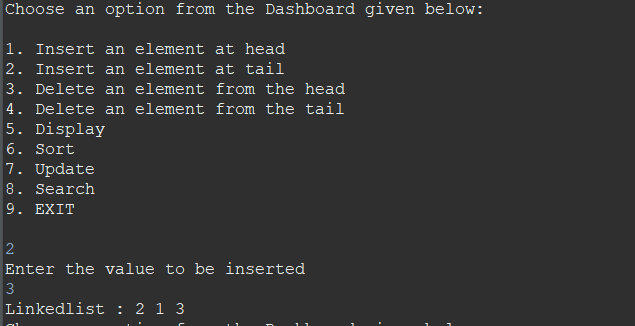 Choose an option from the Dashboard given below:
1. Insert an element at head
2. Insert an element at tail
3. Delete an element from the head
4. Delete an element from the tail
5. Display
6. Sort
7. Update
8. Search
9. EXIT
2
Enter the value to be inserted
3
Linkedlist : 2 1 3